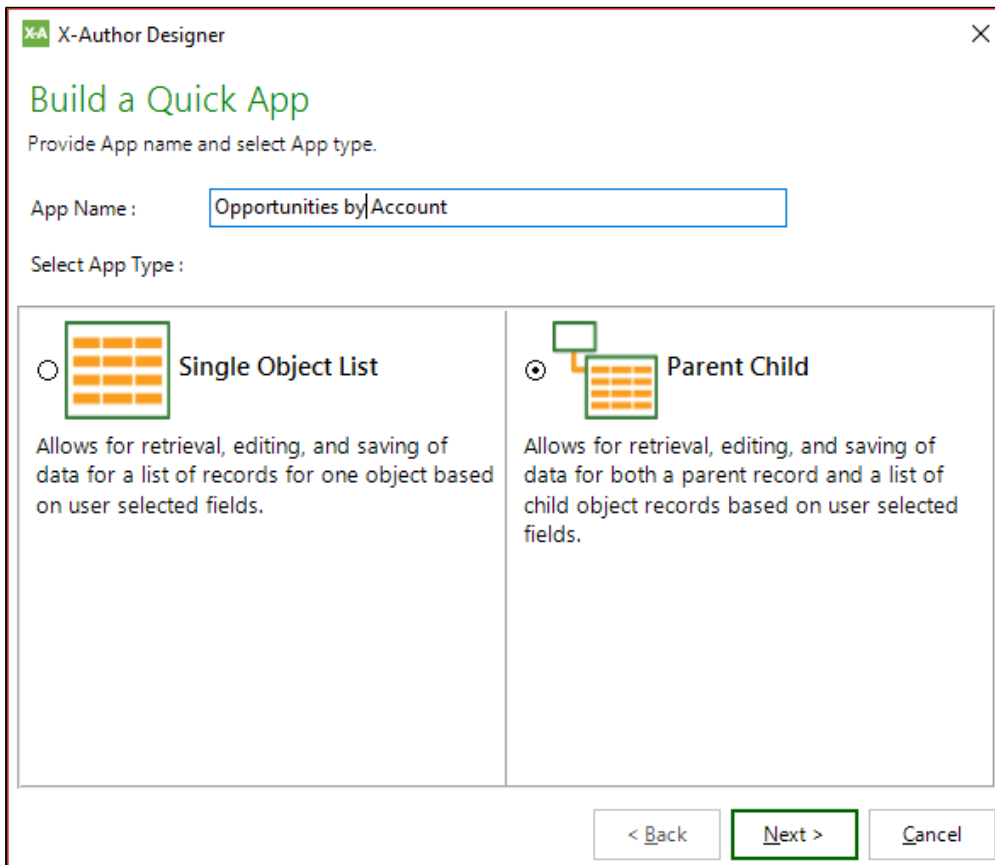 X-A X-Author Designer
Build a Quick App
Provide App name and select App type.
App Name : Opportunities by Account
Select App Type :
Single Object List
Allows for retrieval, editing, and saving of
data for a list of records for one object based
on user selected fields.
Parent Child
Allows for retrieval, editing, and saving of
data for both a parent record and a list of
child object records based on user selected
fields.
< Back Next > Cancel